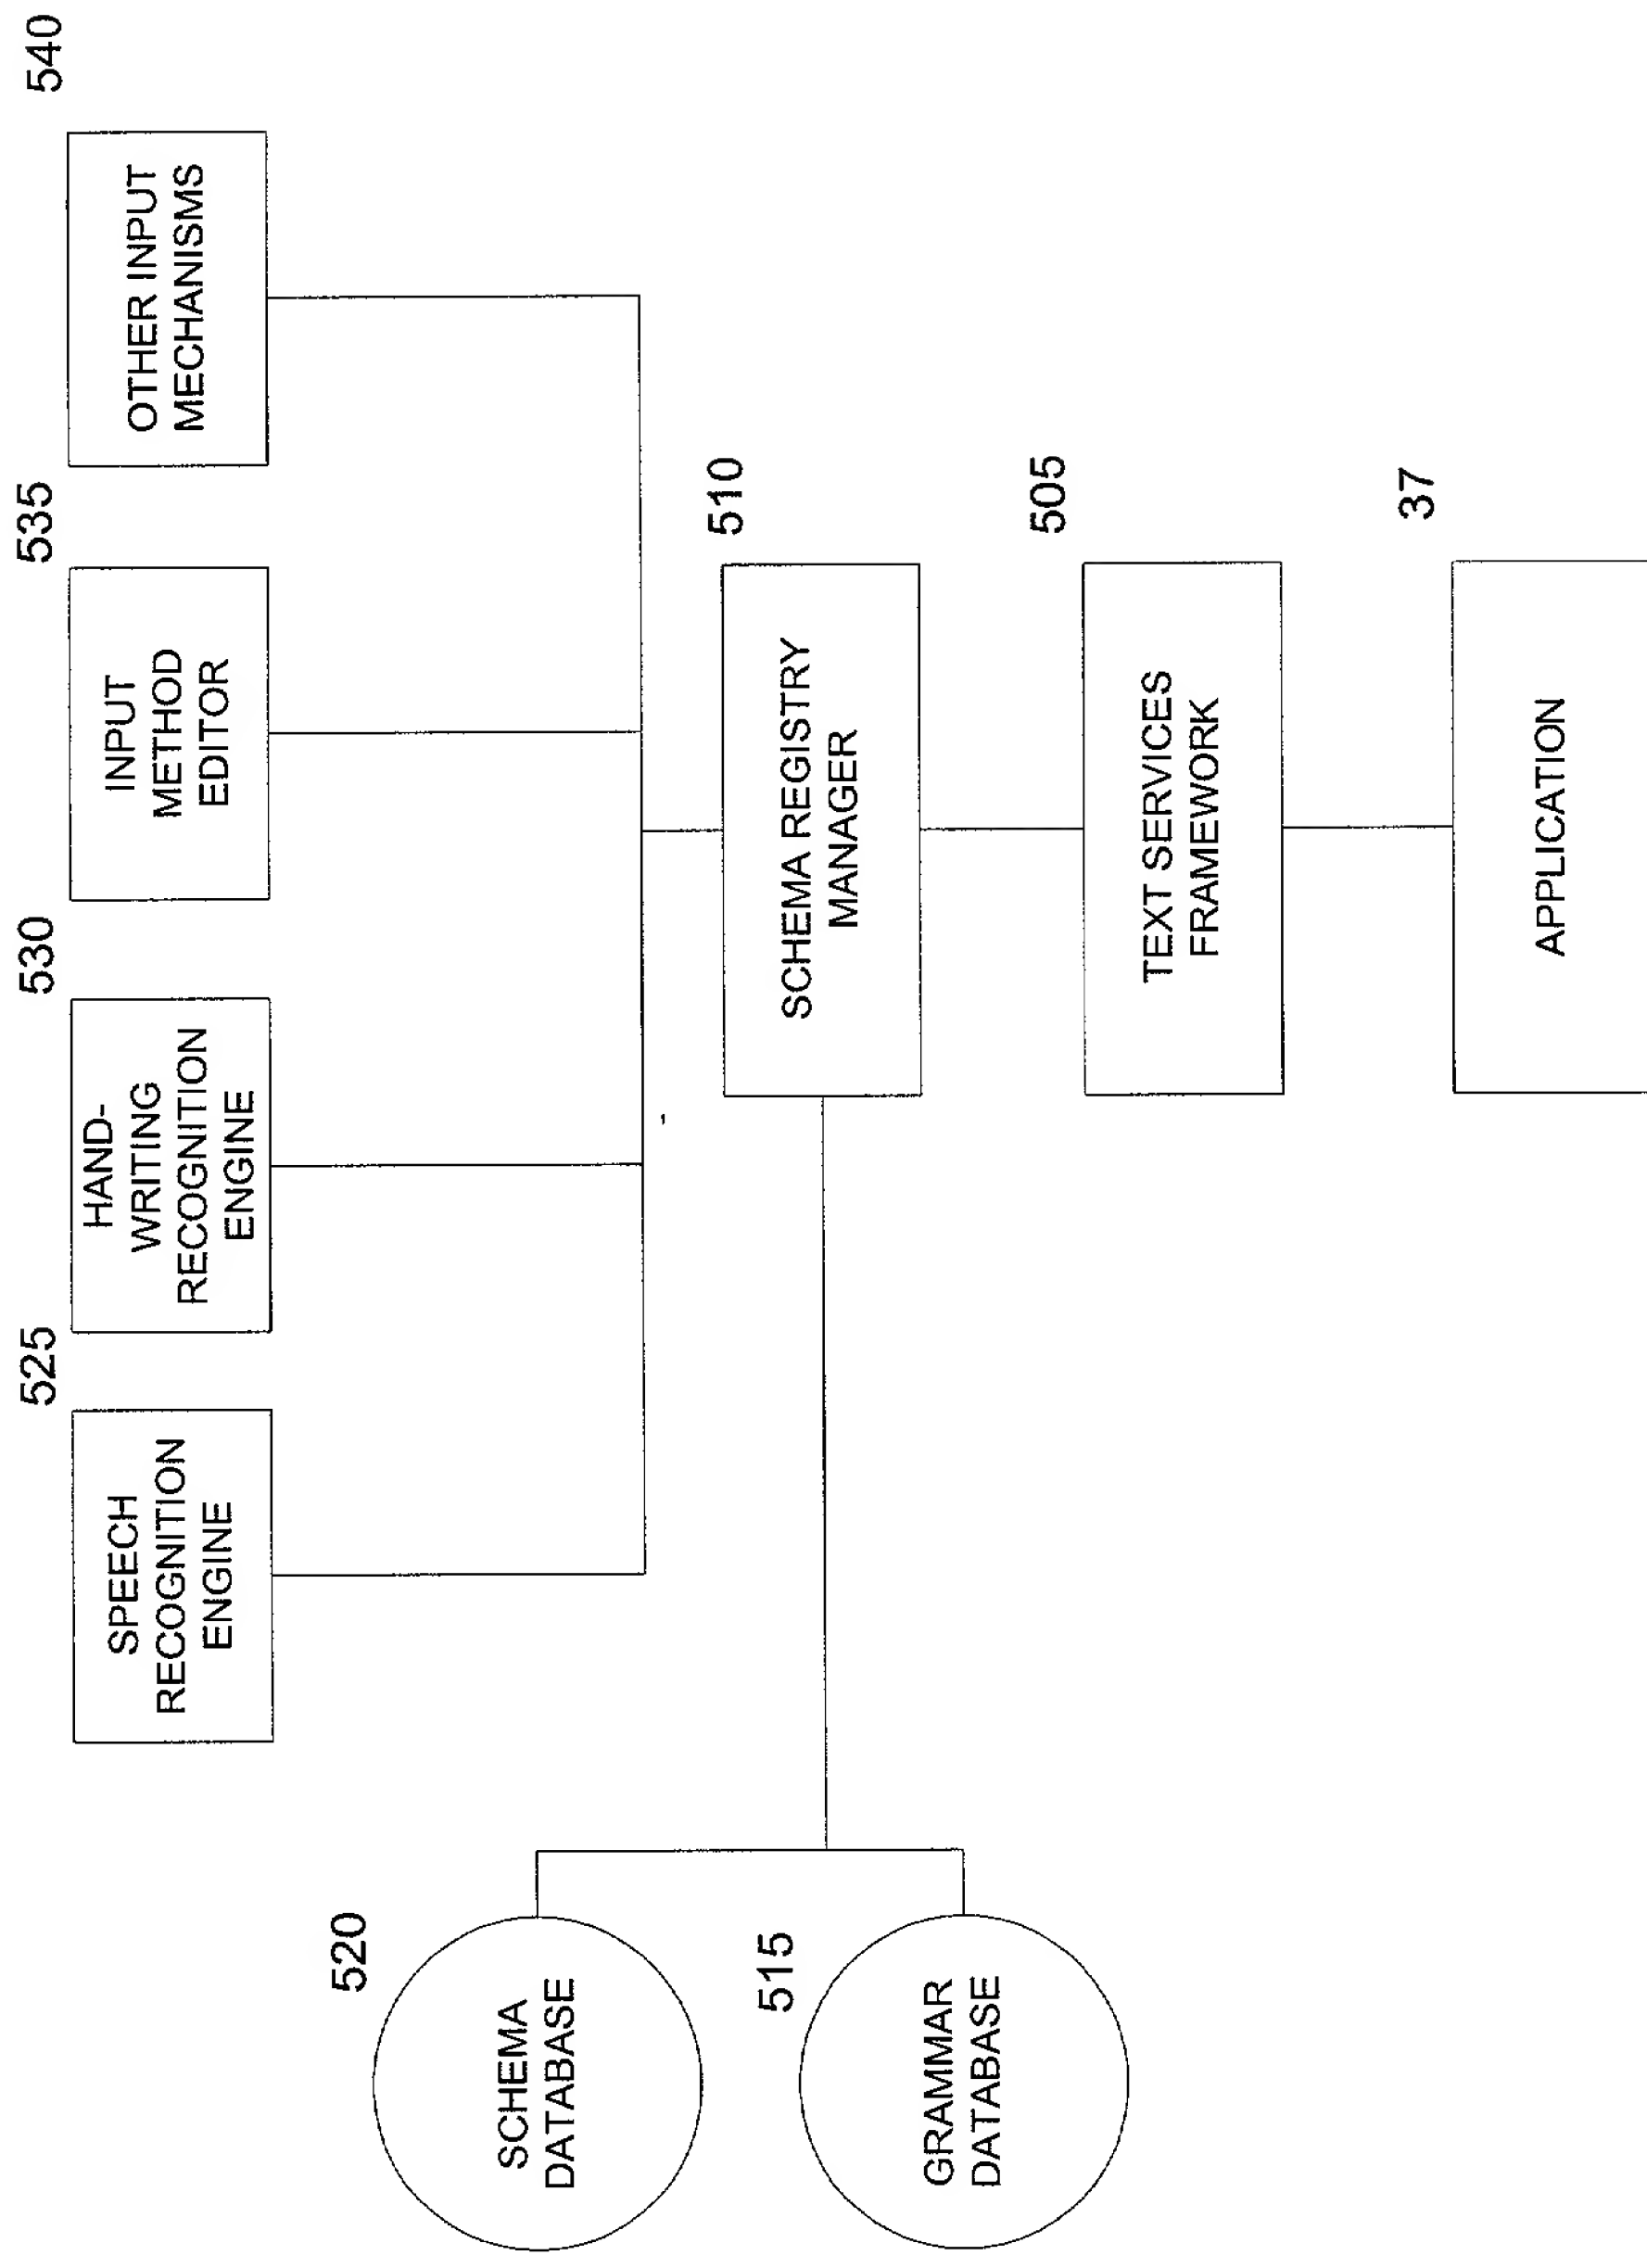 525
SPEECH
RECOGNITION
ENGINE
530
HAND-
WRITING
RECOGNITION
ENGINE
535
INPUT
METHOD
EDITOR
540
OTHER INPUT
MECHANISMS
520
SCHEMA
DATABASE
510
SCHEMA REGISTRY
MANAGER
515
GRAMMAR
DATABASE
505
TEXT SERVICES
FRAMEWORK
37
APPLICATION